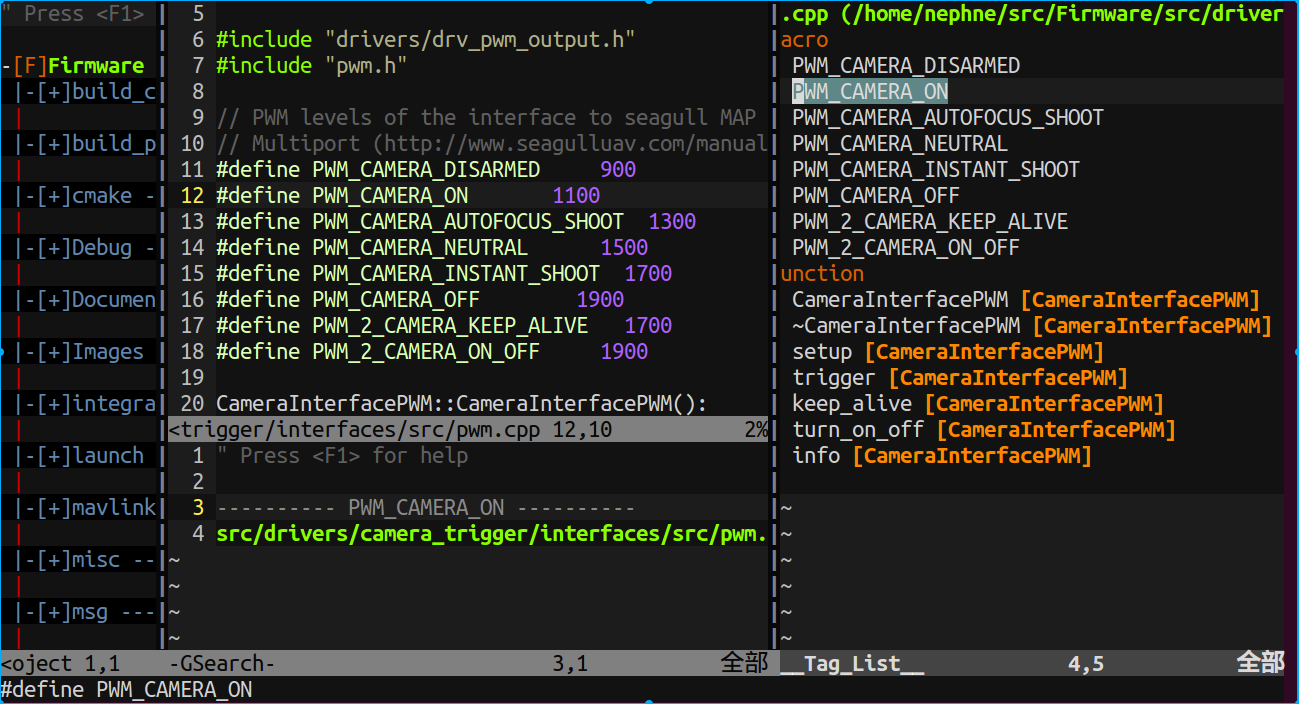 " Press <F1>
-[F]Firmware
|-[+]build_c
|-[+]build_p
|-[+]cmake -
|-[+]Debug -
|-[+]Documen
|-[+]Images
|-[+]integra
|-[+]launch
|-[+]mavlink
|-[+]misc --
|-[+]msg ---
<oject 1,1
5
6 #include "drivers/drv_pwm_output.h"
7 #include "pwm.h"
8
9 // PWM levels of the interface to seagull MAP
10 // Multiport (http://www.seagulluav.com/manual
11 #define PWM_CAMERA_DISARMED 900
12 #define PWM_CAMERA_ON 1100
13 #define PWM_CAMERA_AUTOFOCUS_SHOOT 1300
14 #define PWM_CAMERA_NEUTRAL 1500
15 #define PWM_CAMERA_INSTANT_SHOOT 1700
16 #define PWM_CAMERA_OFF 1900
17 #define PWM_2_CAMERA_KEEP_ALIVE 1700
18 #define PWM_2_CAMERA_ON_OFF 1900
19
20 CameraInterfacePWM::CameraInterfacePWM():
<trigger/interfaces/src/pwm.cpp 12,10 2%
1 " Press <F1> for help
2
3 ---------- PWM_CAMERA_ON ----------
4 src/drivers/camera_trigger/interfaces/src/pwm.
~
~
~
~
-GSearch- 3,1 全部
.cpp (/home/nephne/src/Firmware/src/driver
acro
PWM_CAMERA_DISARMED
PWM_CAMERA_ON
PWM_CAMERA_AUTOFOCUS_SHOOT
PWM_CAMERA_NEUTRAL
PWM_CAMERA_INSTANT_SHOOT
PWM_CAMERA_OFF
PWM_2_CAMERA_KEEP_ALIVE
PWM_2_CAMERA_ON_OFF
unction
CameraInterfacePWM [CameraInterfacePWM]
~CameraInterfacePWM [CameraInterfacePWM]
setup [CameraInterfacePWM]
trigger [CameraInterfacePWM]
keep_alive [CameraInterfacePWM]
turn_on_off [CameraInterfacePWM]
info [CameraInterfacePWM]
~
~
~
~
~
~
__Tag_List__ 4,5 全部
#define PWM_CAMERA_ON